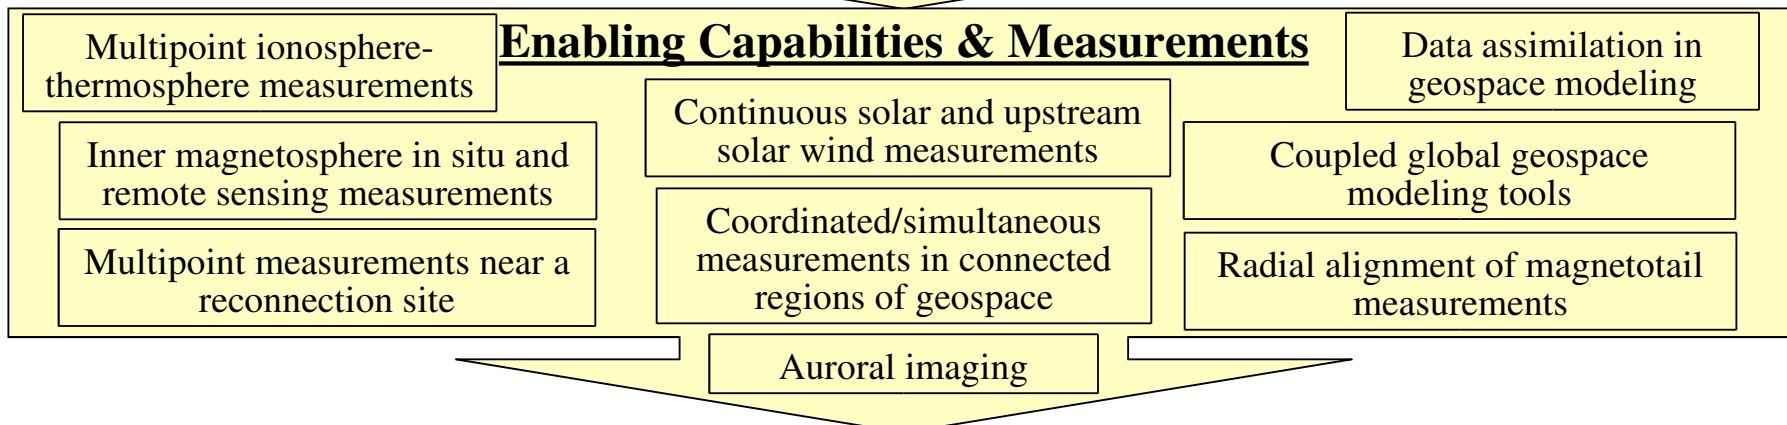 Enabling Capabilities & Measurements
Multipoint ionosphere-
thermosphere measurements
Inner magnetosphere in situ and
remote sensing measurements
Multipoint measurements near a
reconnection site
Continuous solar and upstream
solar wind measurements
Coordinated/simultaneous
measurements in connected
regions of geospace
Auroral imaging
Data assimilation in
geospace modeling
Coupled global geospace
modeling tools
Radial alignment of magnetotail
measurements